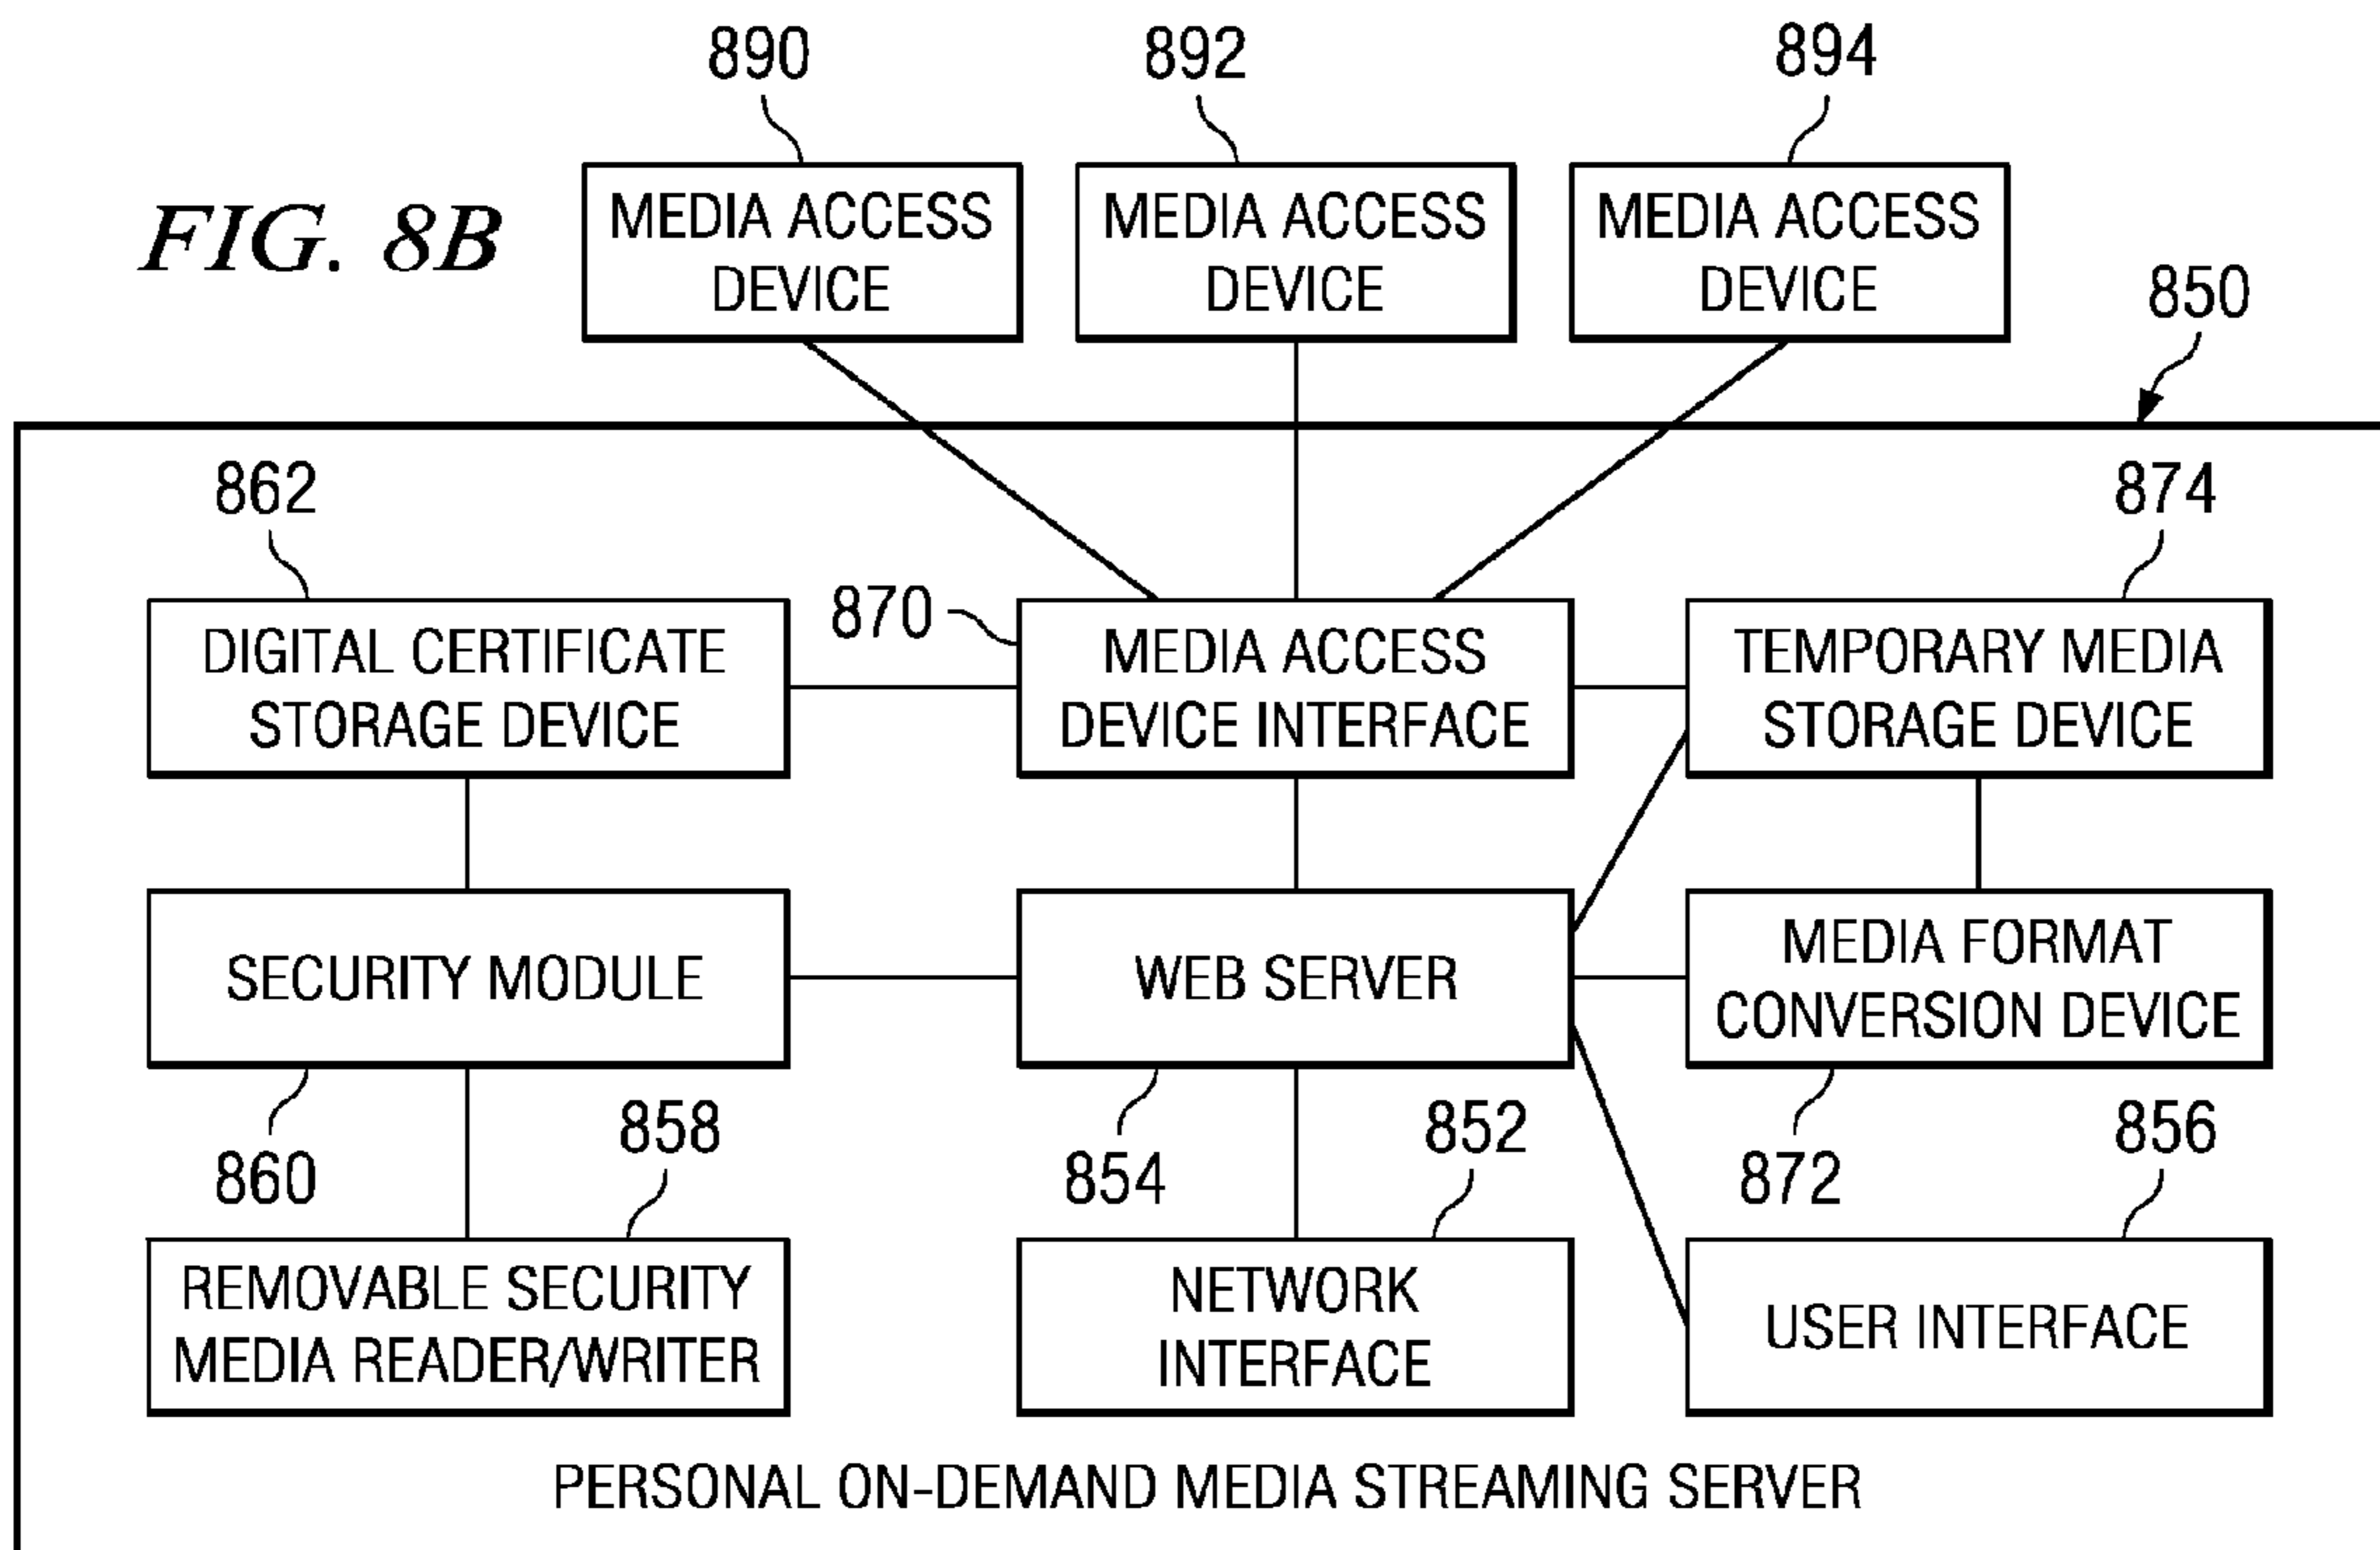 890
892
894
FIG. 8B
MEDIA ACCESS
DEVICE
MEDIA ACCESS
DEVICE
MEDIA ACCESS
DEVICE
850
862
874
870
DIGITAL CERTIFICATE
STORAGE DEVICE
MEDIA ACCESS
DEVICE INTERFACE
TEMPORARY MEDIA
STORAGE DEVICE
SECURITY MODULE
WEB SERVER
MEDIA FORMAT
CONVERSION DEVICE
860
858
854
852
872
856
REMOVABLE SECURITY
MEDIA READER/WRITER
NETWORK
INTERFACE
USER INTERFACE
PERSONAL ON-DEMAND MEDIA STREAMING SERVER